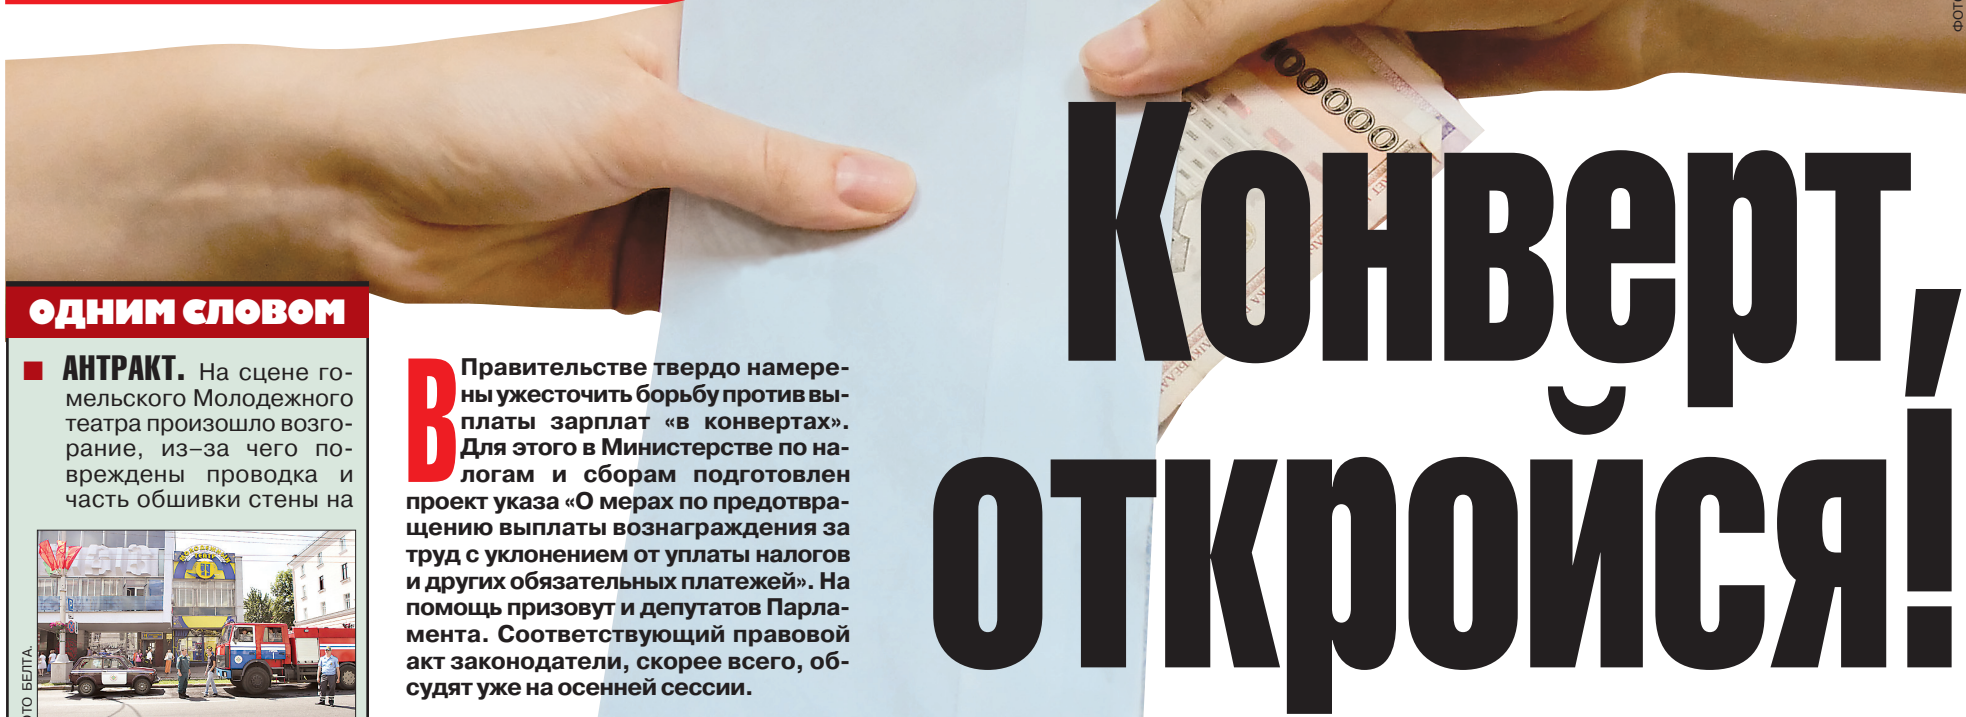 Конверт,
откройся!
ОДНИМ СЛОВОМ
АНТРАКТ. На сцене го-
мельского Молодежного
театра произошло возго-
рание, из-за чего по-
вреждены проводка и
часть обшивки стены на
БЕЛТА.
В Правительстве твердо намере-
ны ужесточить борьбу против вы-
платы зарплат «в конвертах».
Для этого в Министерстве по на-
логам и сборам подготовлен
проект указа «О мерах по предотвра-
щению выплаты вознаграждения за
труд с уклонением от уплаты налогов
и других обязательных платежей». На
помощь призовут и депутатов Парла-
мента. Соответствующий правовой
акт законодатели, скорее всего, об-
судят уже на осенней сессии.